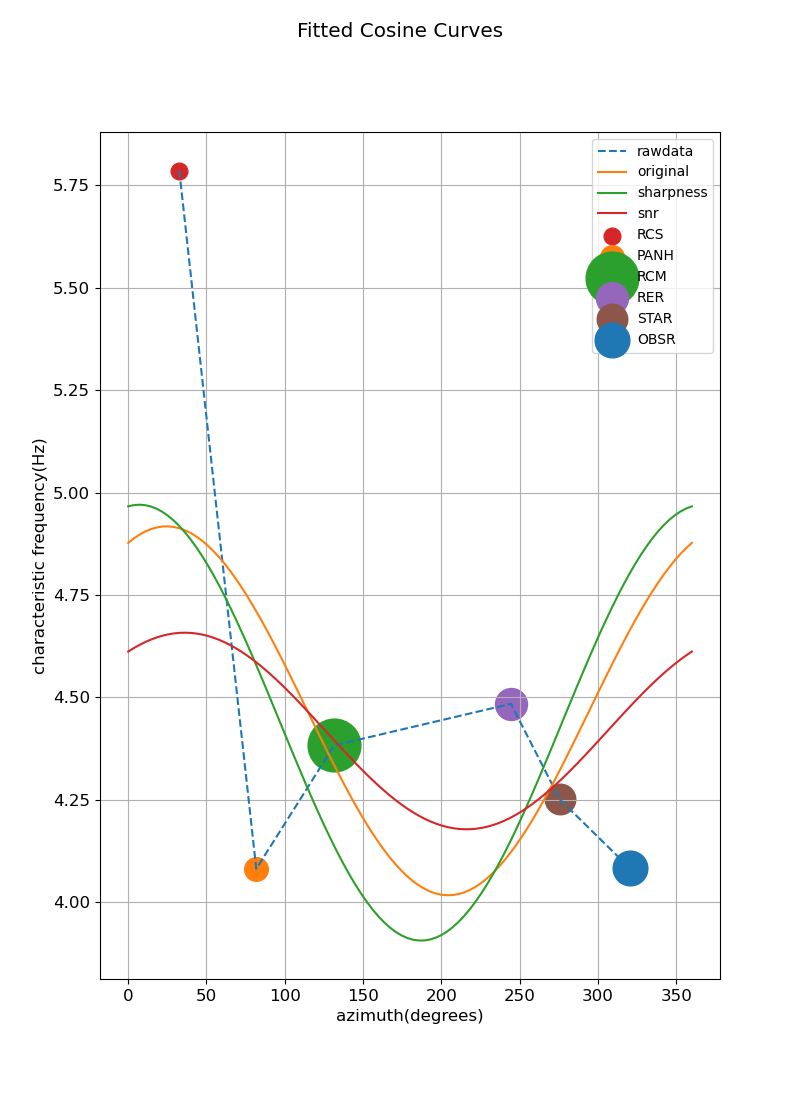 Fitted Cosine Curves
rawdata
original
sharpness
snr
RCS
PANH
RCM
RER
STAR
OBSR
characteristic frequency(Hz)
5.75
5.50
5.25
5.00
4.75
4.50
4.25
4.00
0 50 100 150 200 250 300 350
azimuth(degrees)